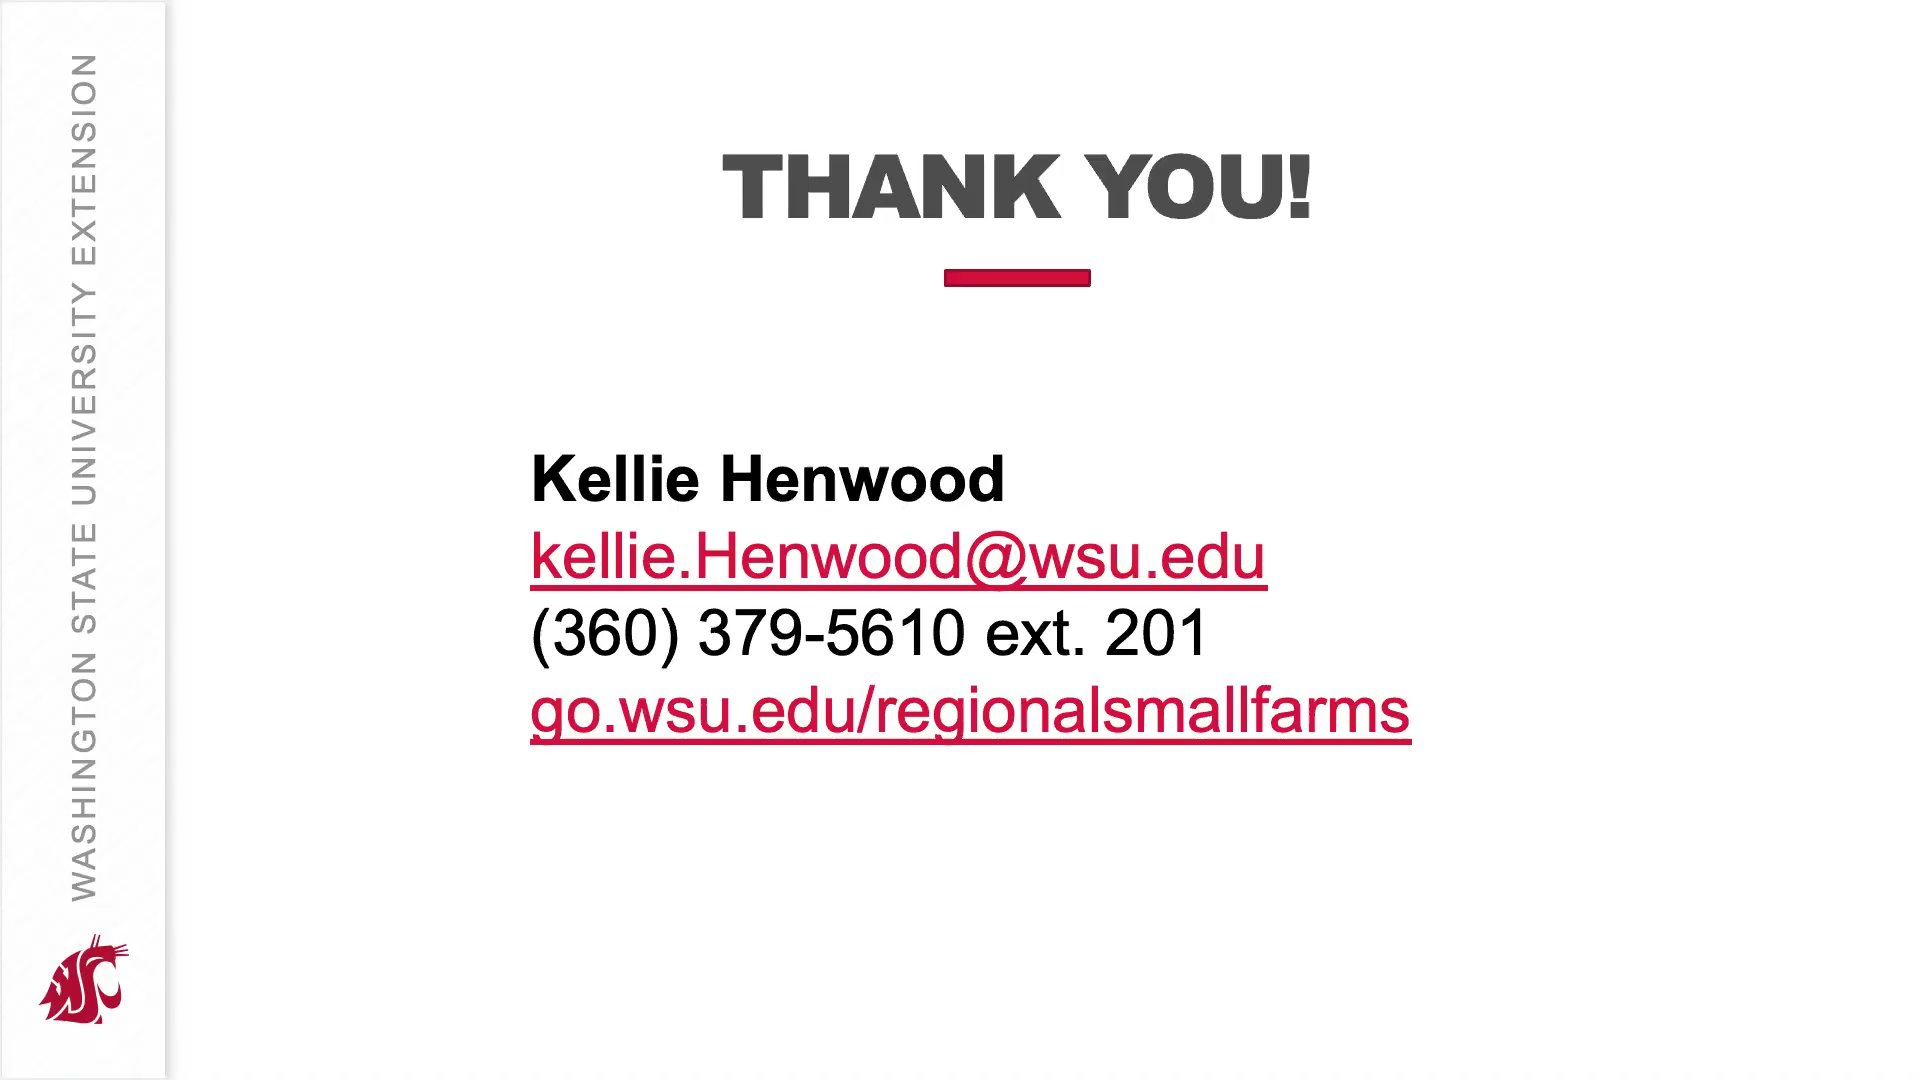 WASHINGTON STATE UNIVERSITY EXTENSION
THANK YOU!
Kellie Henwood
kellie.Henwood@wsu.edu
(360) 379-5610 ext. 201
go.wsu.edu/regionalsmallfarms